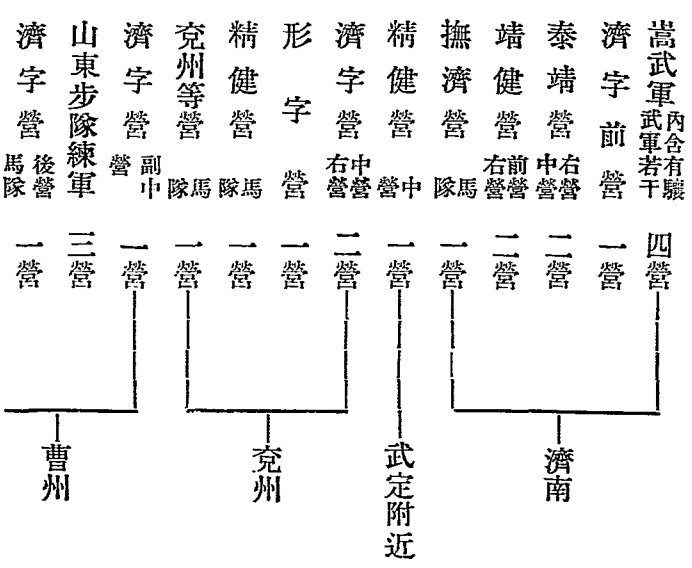 嵩武軍 內含有驤武軍若干 四營
濟字前營 一營
泰靖營 右營中營 二營
靖健營 前營右營 二營
撫濟營 馬隊 一營
濟南
精健營 中營 一營
武定附近
濟字營 中營右營 二營
形字營 一營
精健營 馬隊 一營
兗州等營 馬隊 一營
兗州
濟字營 副中營 一營
山東步隊練軍 三營
濟字營 後營馬隊 一營
曹州